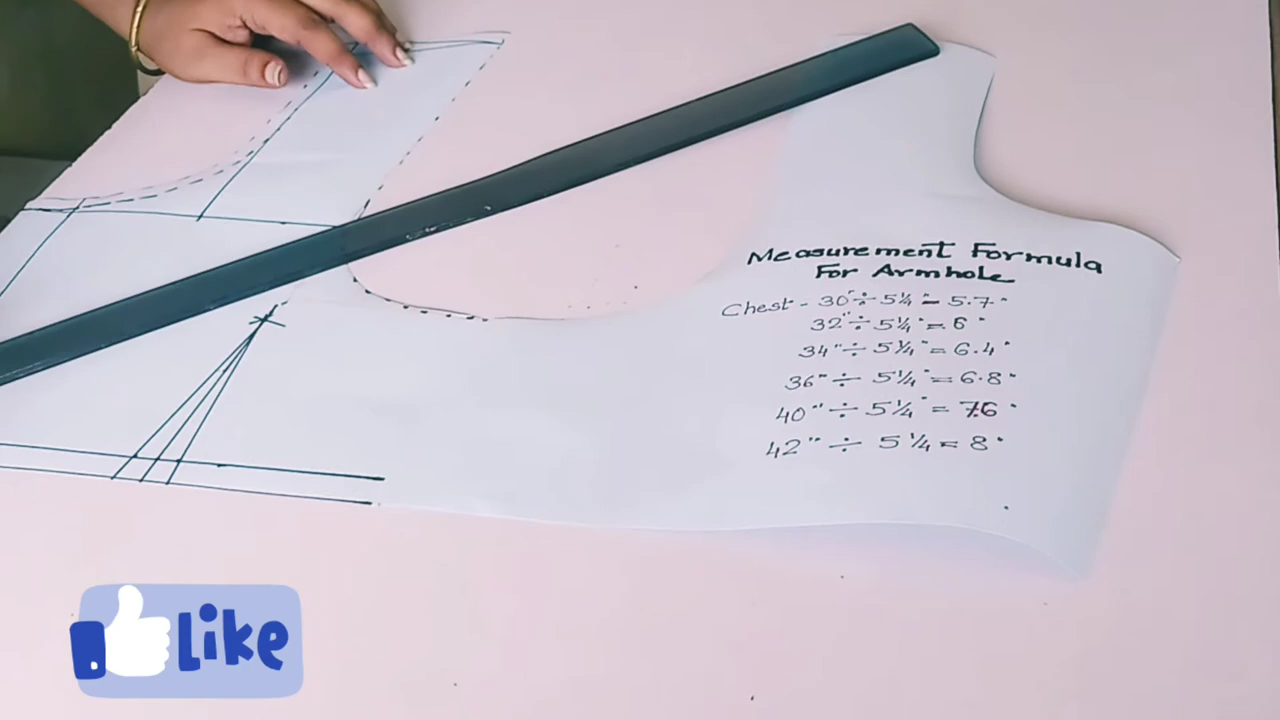 Measurement Formula
For Armhole
Chest - 30" ÷ 5¼" = 5.7"
32" ÷ 5¼" = 6"
34" ÷ 5¼" = 6.4"
36" ÷ 5¼" = 6.8"
40" ÷ 5¼" = 7.6"
42" ÷ 5¼ = 8"
Like